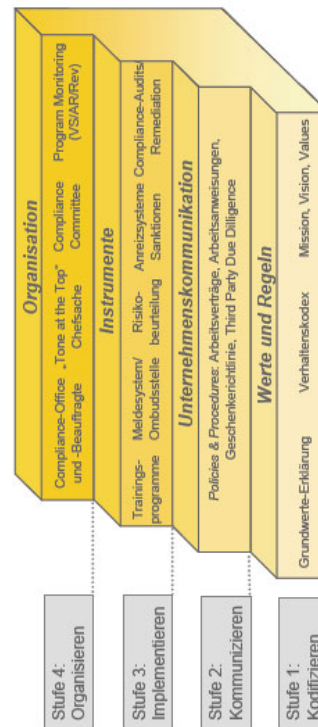 Stufe 4:
Organisieren
Organisation
Compliance-Office „Tone at the Top“ Compliance Program Monitoring
und -Beauftragte Chefsache Committee (VS/AR/Rev)
Stufe 3:
Implementieren
Instrumente
Trainings- Meldesystem/ Risiko- Anreizsysteme Compliance-Audits/
programme Ombudsstelle beurteilung Sanktionen Remediation
Stufe 2:
Kommunizieren
Unternehmenskommunikation
Policies & Procedures: Arbeitsverträge, Arbeitsanweisungen,
Geschenkerichtlinie, Third Party Due Dilligence
Stufe 1:
Kodifizieren
Werte und Regeln
Grundwerte-Erklärung Verhaltenskodex Mission, Vision, Values